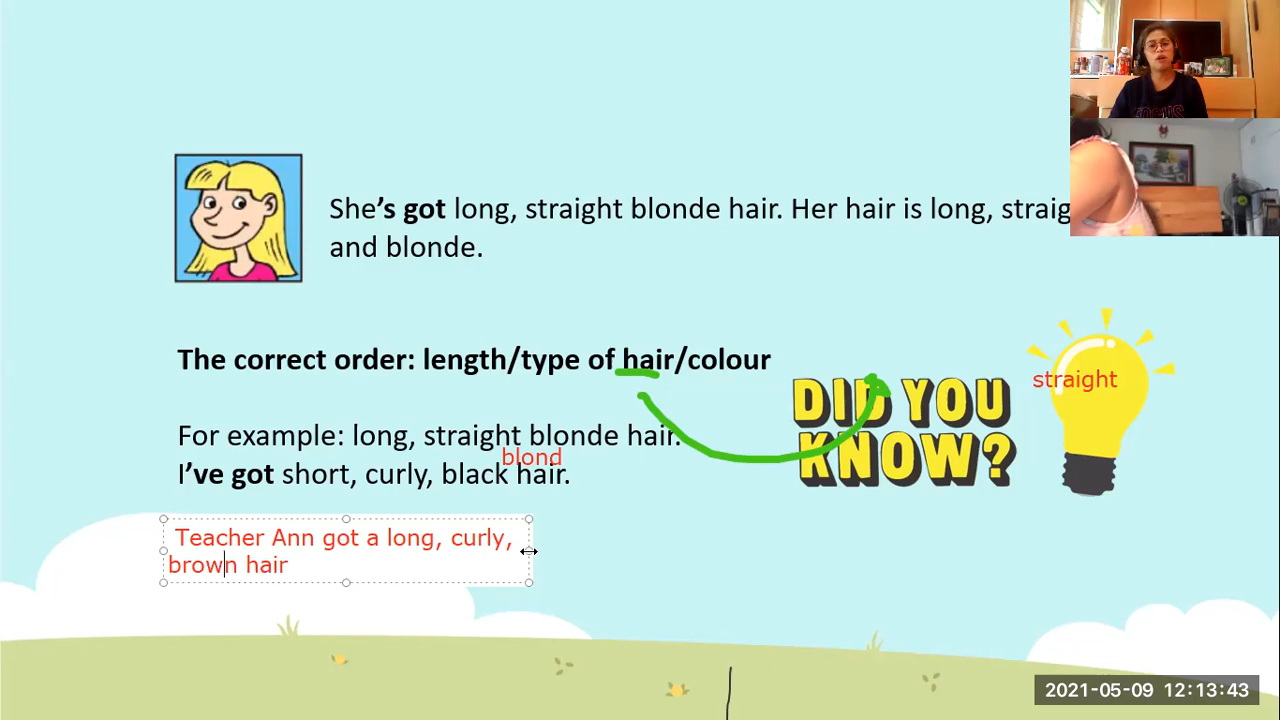 She's got long, straight blonde hair. Her hair is long, straig
and blonde.
The correct order: length/type of hair/colour
DID YOU
KNOW?
straight
For example: long, straight blonde hair.
blond
I've got short, curly, black hair.
Teacher Ann got a long, curly,
brown hair
2021-05-09 12:13:43